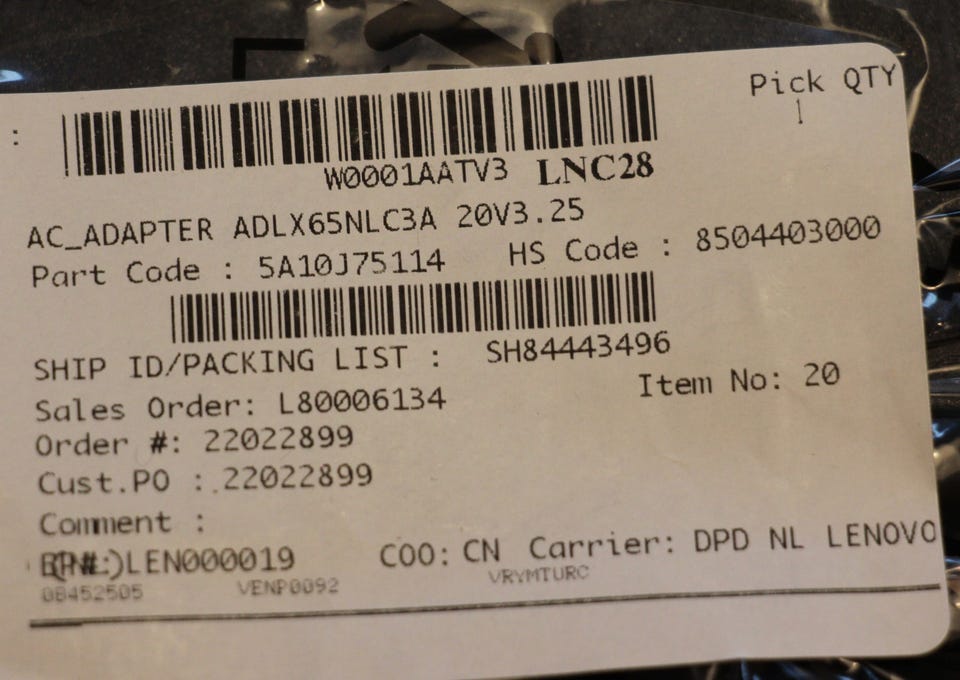 Pick QTY
:
1
W0001AATV3 LNC28
AC_ADAPTER ADLX65NLC3A 20V3.25
Part Code : 5A10J75114 HS Code : 8504403000
SHIP ID/PACKING LIST : SH84443496
Sales Order: L80006134 Item No: 20
Order #: 22022899
Cust.PO :.22022899
Comment :
LEN000019 COO: CN Carrier: DPD NL LENOVO
0B452505 VENP0092 VRYMTURC